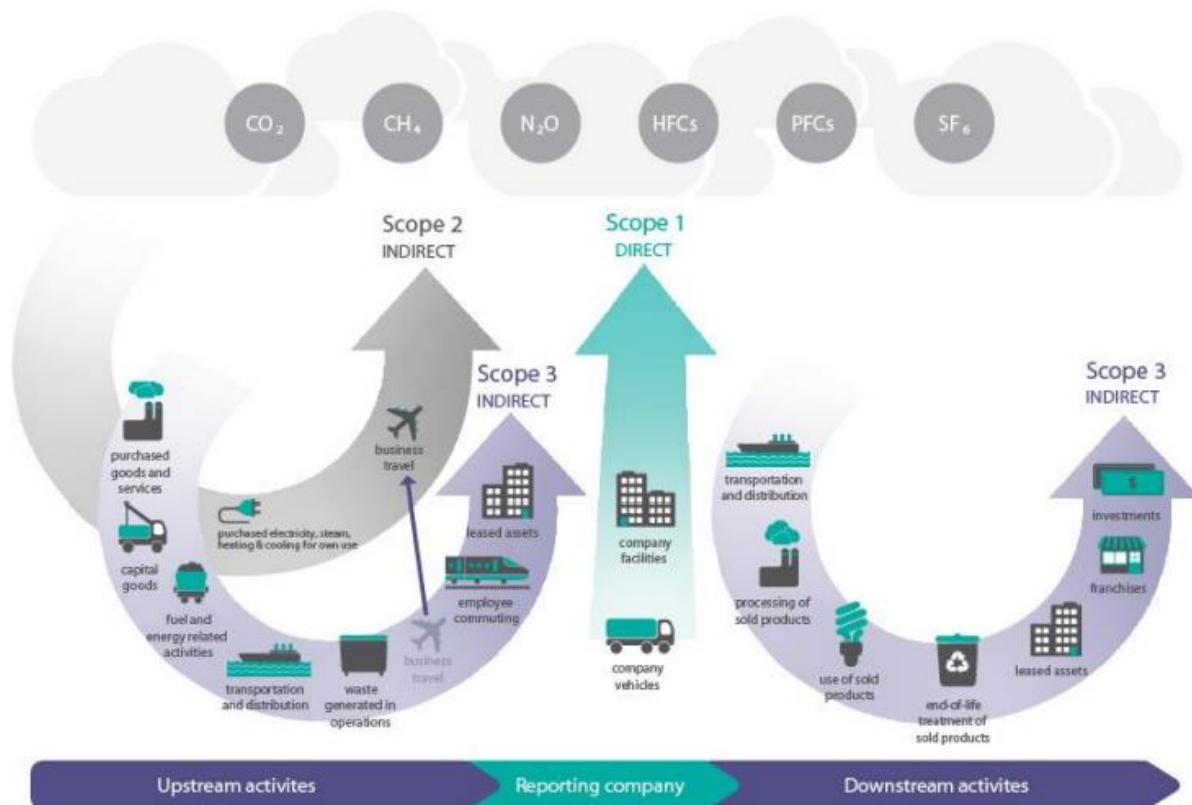 CO₂
CH₄
N₂O
HFCs
PFCs
SF₆
Scope 2
INDIRECT
Scope 1
DIRECT
Scope 3
INDIRECT
Scope 3
INDIRECT
purchased
goods and
services
capital
goods
fuel and
energy related
activities
transportation
and distribution
waste
generated in
operations
business
travel
employee
commuting
leased assets
business
travel
purchased electricity, steam,
heating & cooling for own use
company
facilities
company
vehicles
transportation
and distribution
processing of
sold products
use of sold
products
end-of-life
treatment of
sold products
leased assets
franchises
investments
$
Upstream activites
Reporting company
Downstream activites